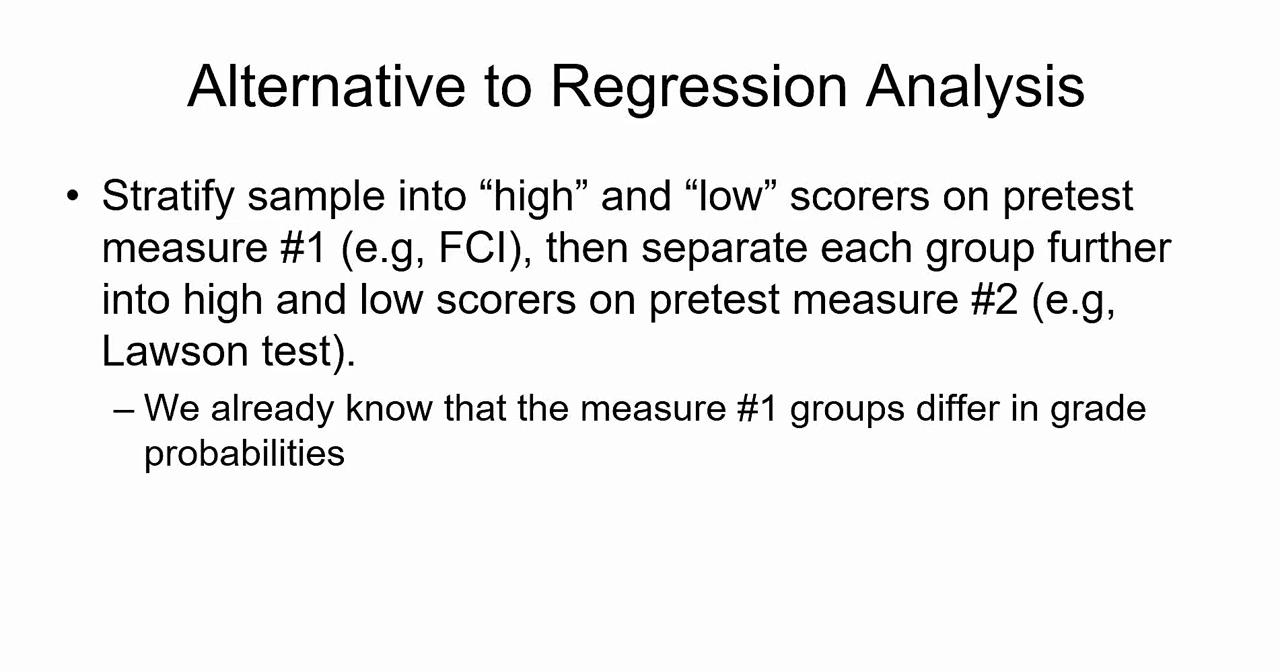 Alternative to Regression Analysis
• Stratify sample into “high” and “low” scorers on pretest
measure #1 (e.g, FCI), then separate each group further
into high and low scorers on pretest measure #2 (e.g,
Lawson test).
– We already know that the measure #1 groups differ in grade
probabilities